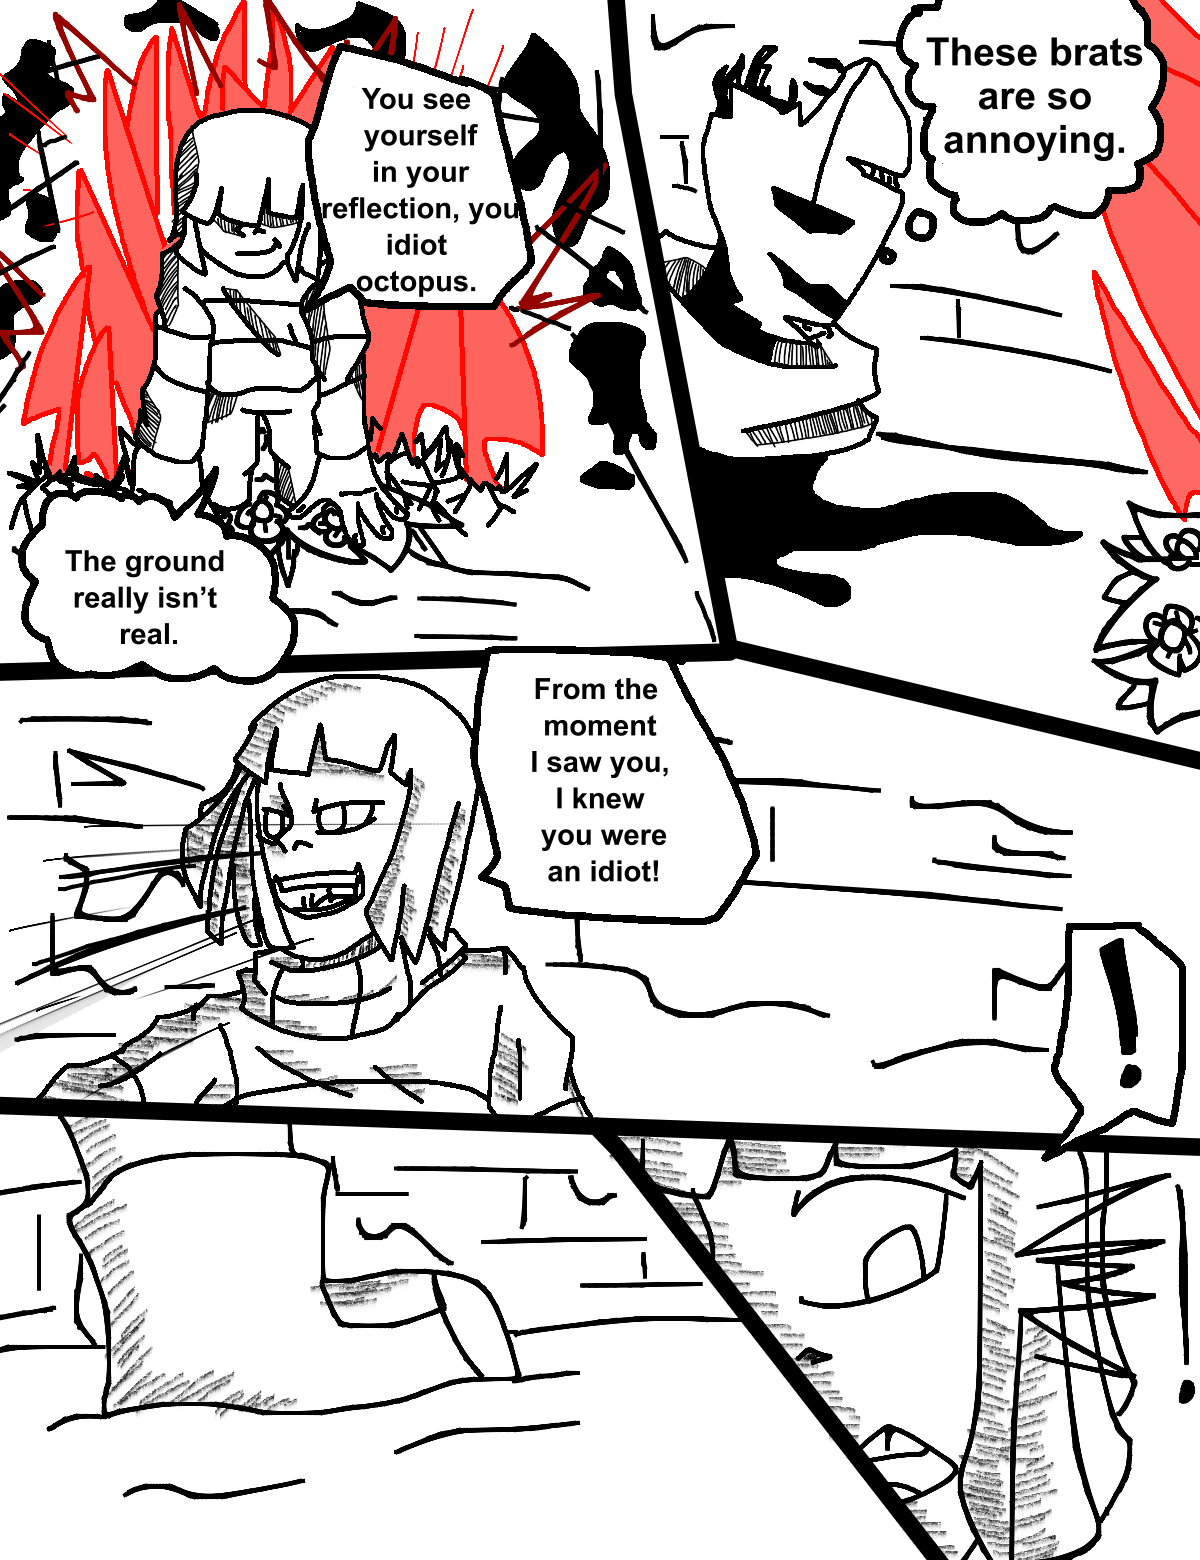 You see
yourself
in your
reflection, you
idiot
octopus.
These brats
are so
annoying.
The ground
really isn’t
real.
From the
moment
I saw you,
I knew
you were
an idiot!
!